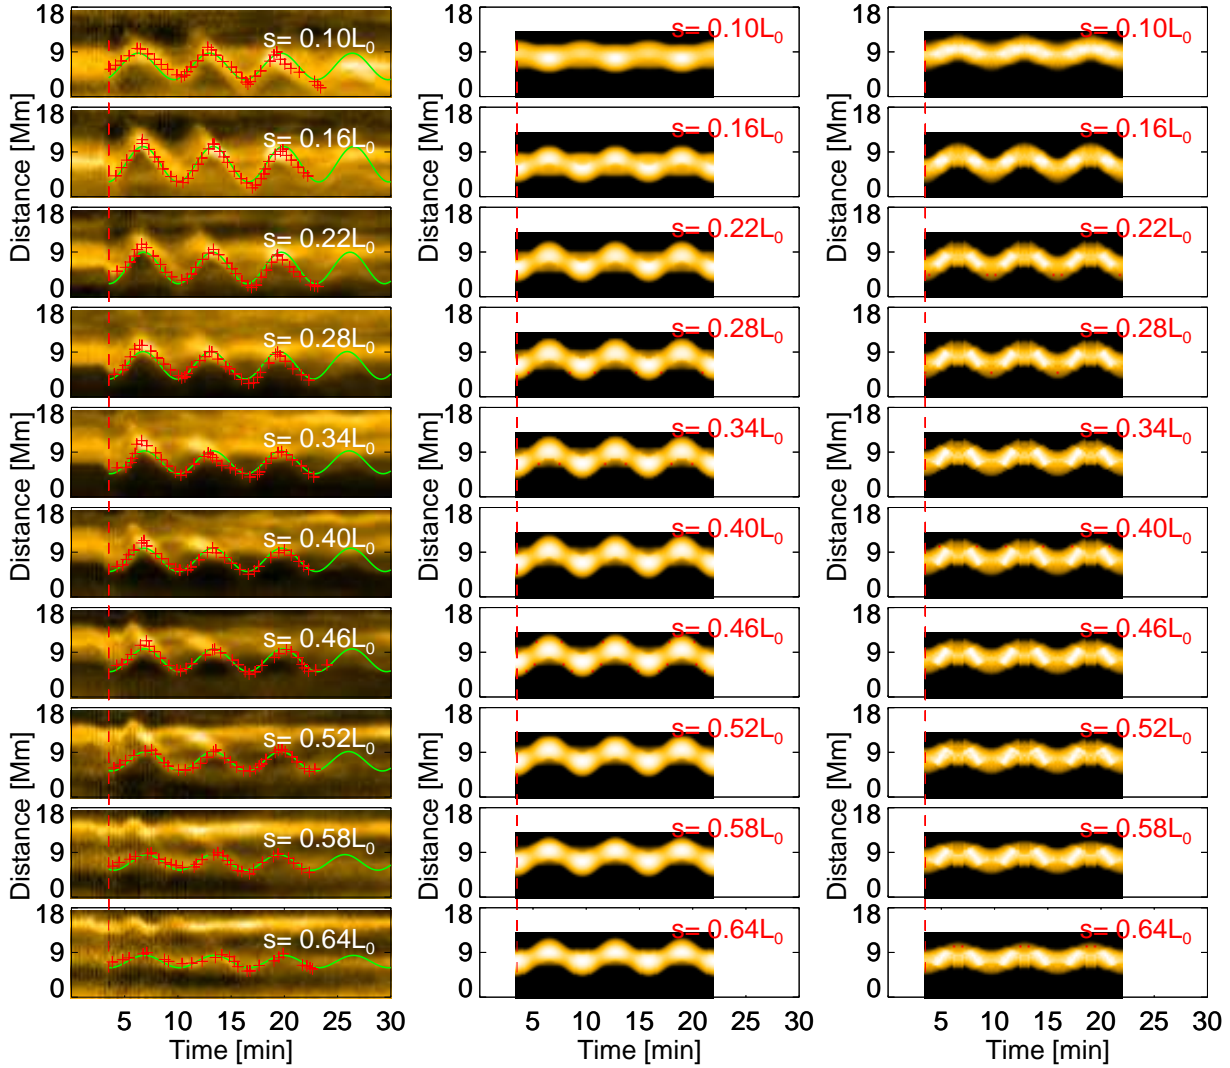 18 18 18
9 9 9
0 0 0
s= 0.10L₀ s= 0.10L₀ s= 0.10L₀
18 18 18
9 9 9
0 0 0
s= 0.16L₀ s= 0.16L₀ s= 0.16L₀
Distance [Mm] Distance [Mm] Distance [Mm]
18 18 18
9 9 9
0 0 0
s= 0.22L₀ s= 0.22L₀ s= 0.22L₀
18 18 18
9 9 9
0 0 0
s= 0.28L₀ s= 0.28L₀ s= 0.28L₀
18 18 18
9 9 9
0 0 0
s= 0.34L₀ s= 0.34L₀ s= 0.34L₀
Distance [Mm] Distance [Mm] Distance [Mm]
18 18 18
9 9 9
0 0 0
s= 0.40L₀ s= 0.40L₀ s= 0.40L₀
18 18 18
9 9 9
0 0 0
s= 0.46L₀ s= 0.46L₀ s= 0.46L₀
18 18 18
9 9 9
0 0 0
s= 0.52L₀ s= 0.52L₀ s= 0.52L₀
Distance [Mm] Distance [Mm] Distance [Mm]
18 18 18
9 9 9
0 0 0
s= 0.58L₀ s= 0.58L₀ s= 0.58L₀
18 18 18
9 9 9
0 0 0
s= 0.64L₀ s= 0.64L₀ s= 0.64L₀
5 10 15 20 25 30 5 10 15 20 25 30 5 10 15 20 25 30
Time [min] Time [min] Time [min]